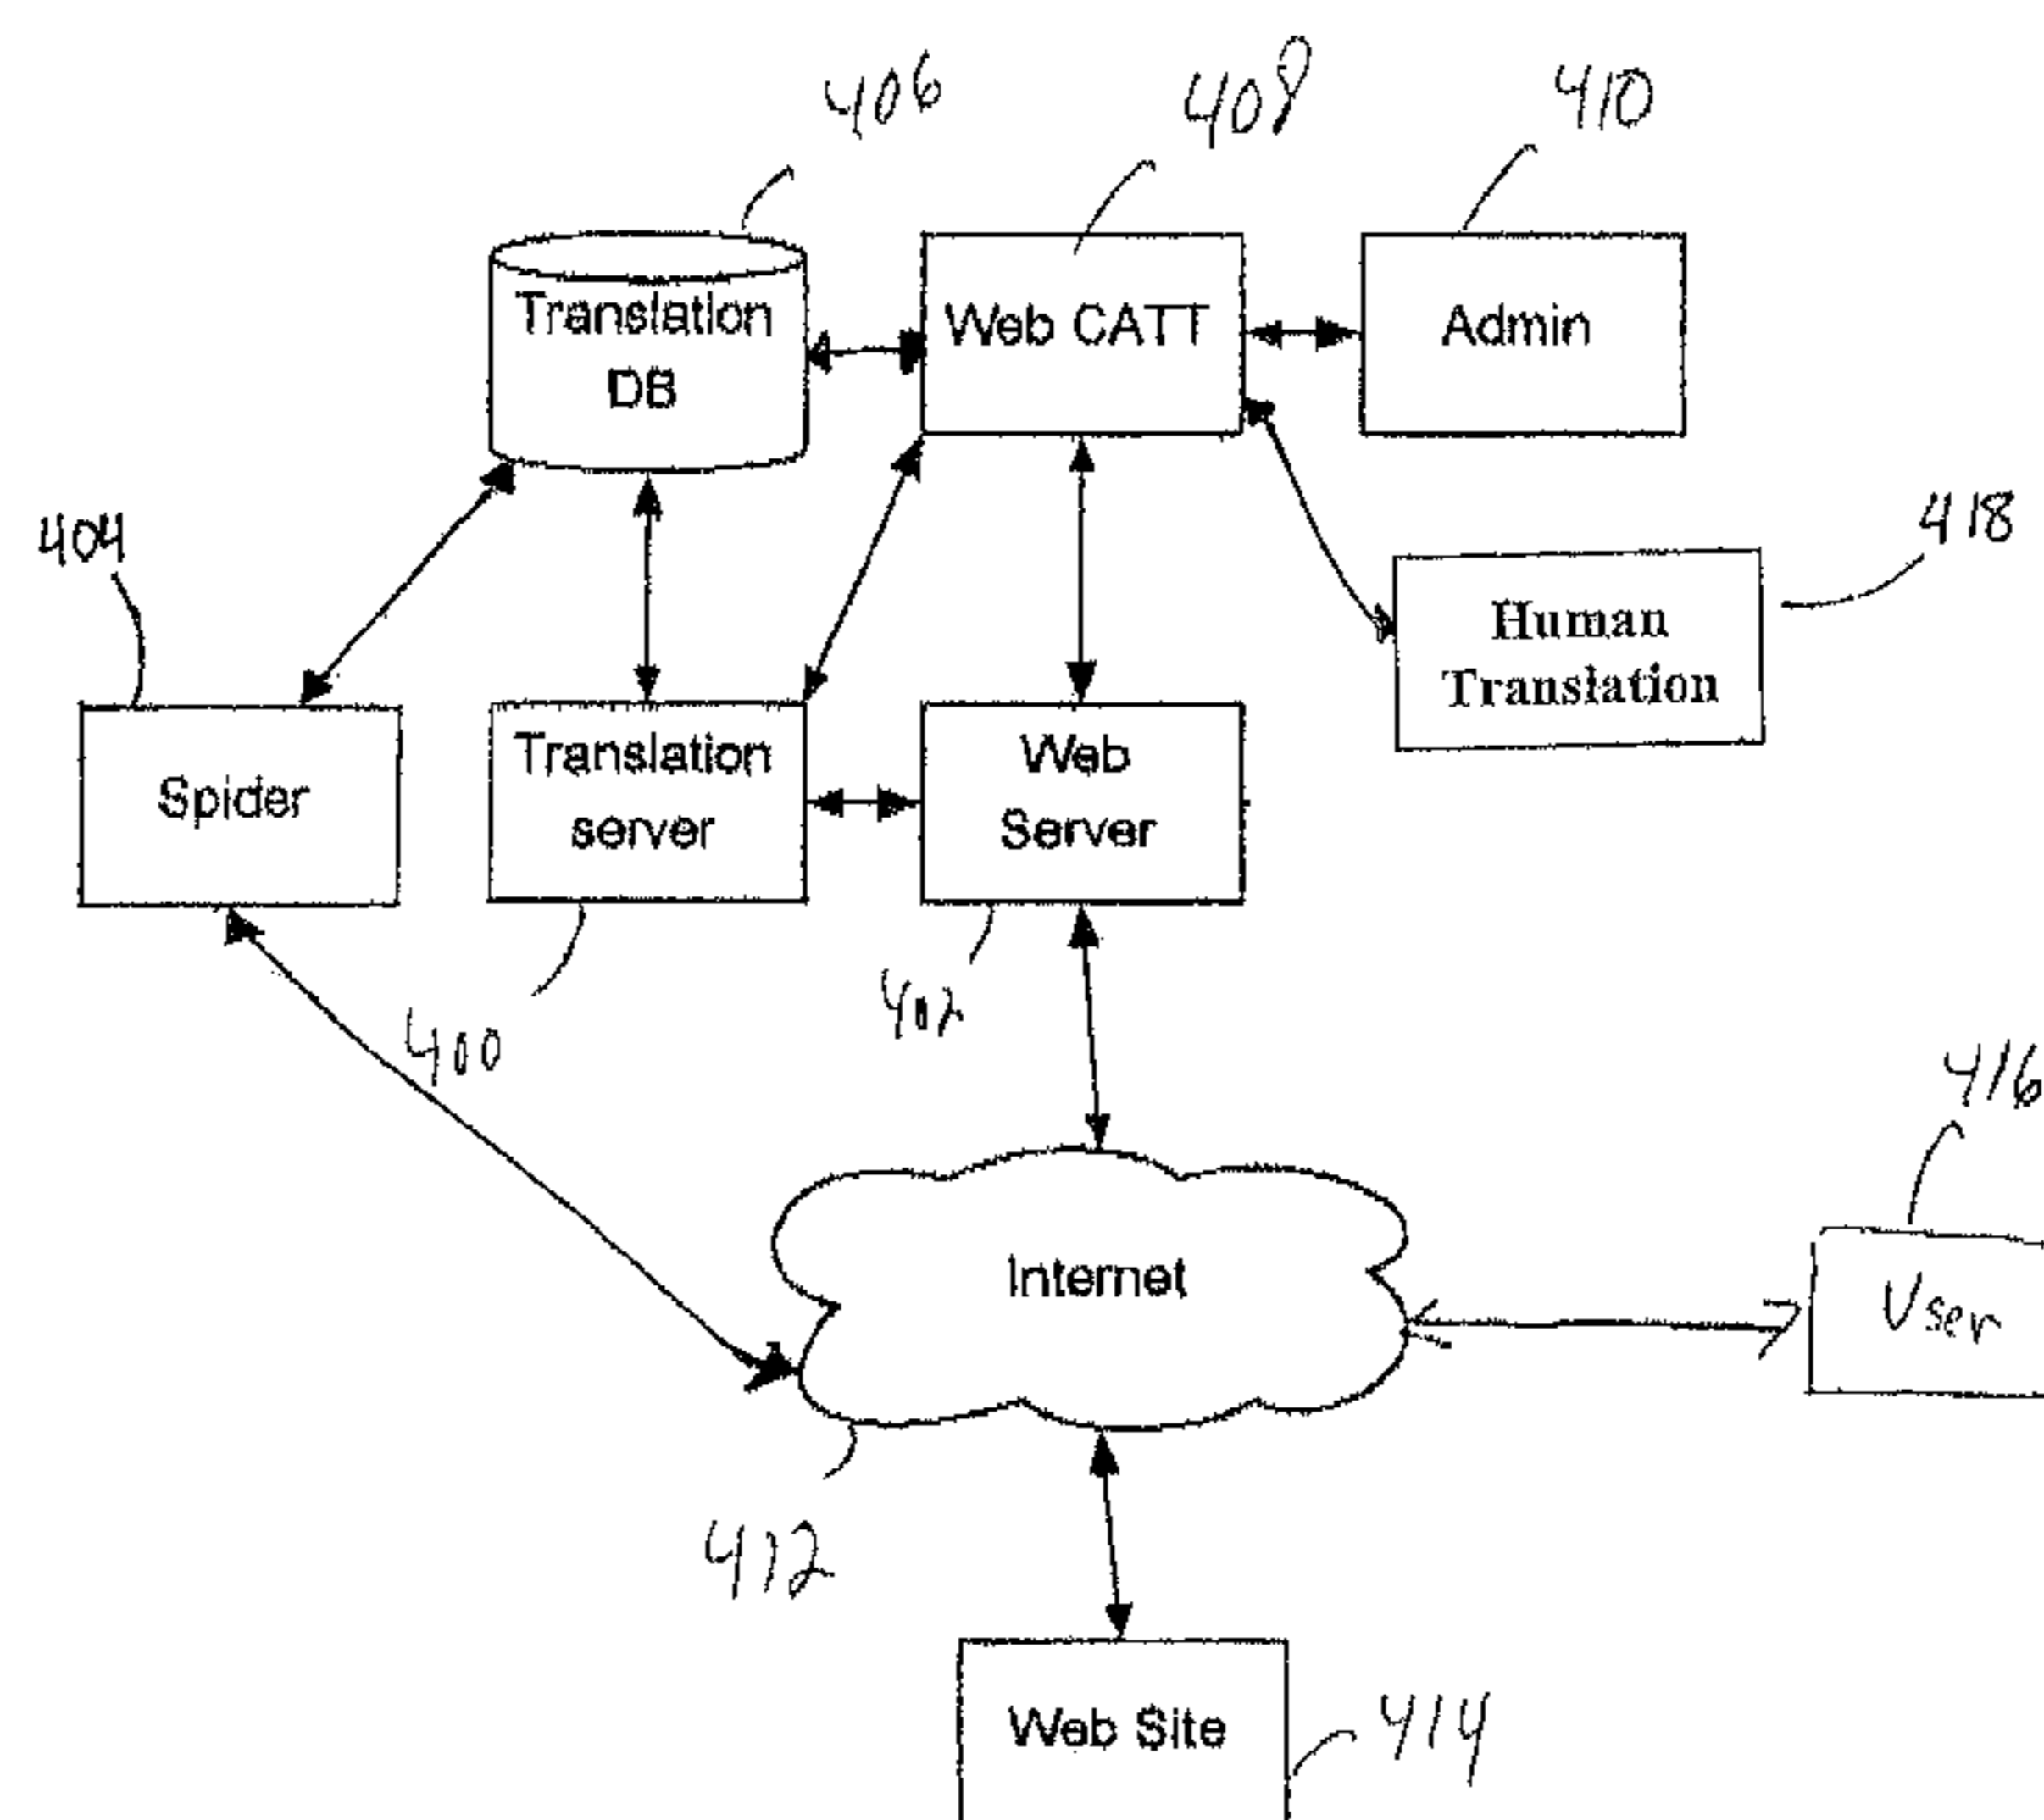 406
408
410
Translation
DB
Web CATT
Admin
404
418
Human
Translation
Spider
Translation
server
Web
Server
400
402
416
Internet
User
412
Web Site
414